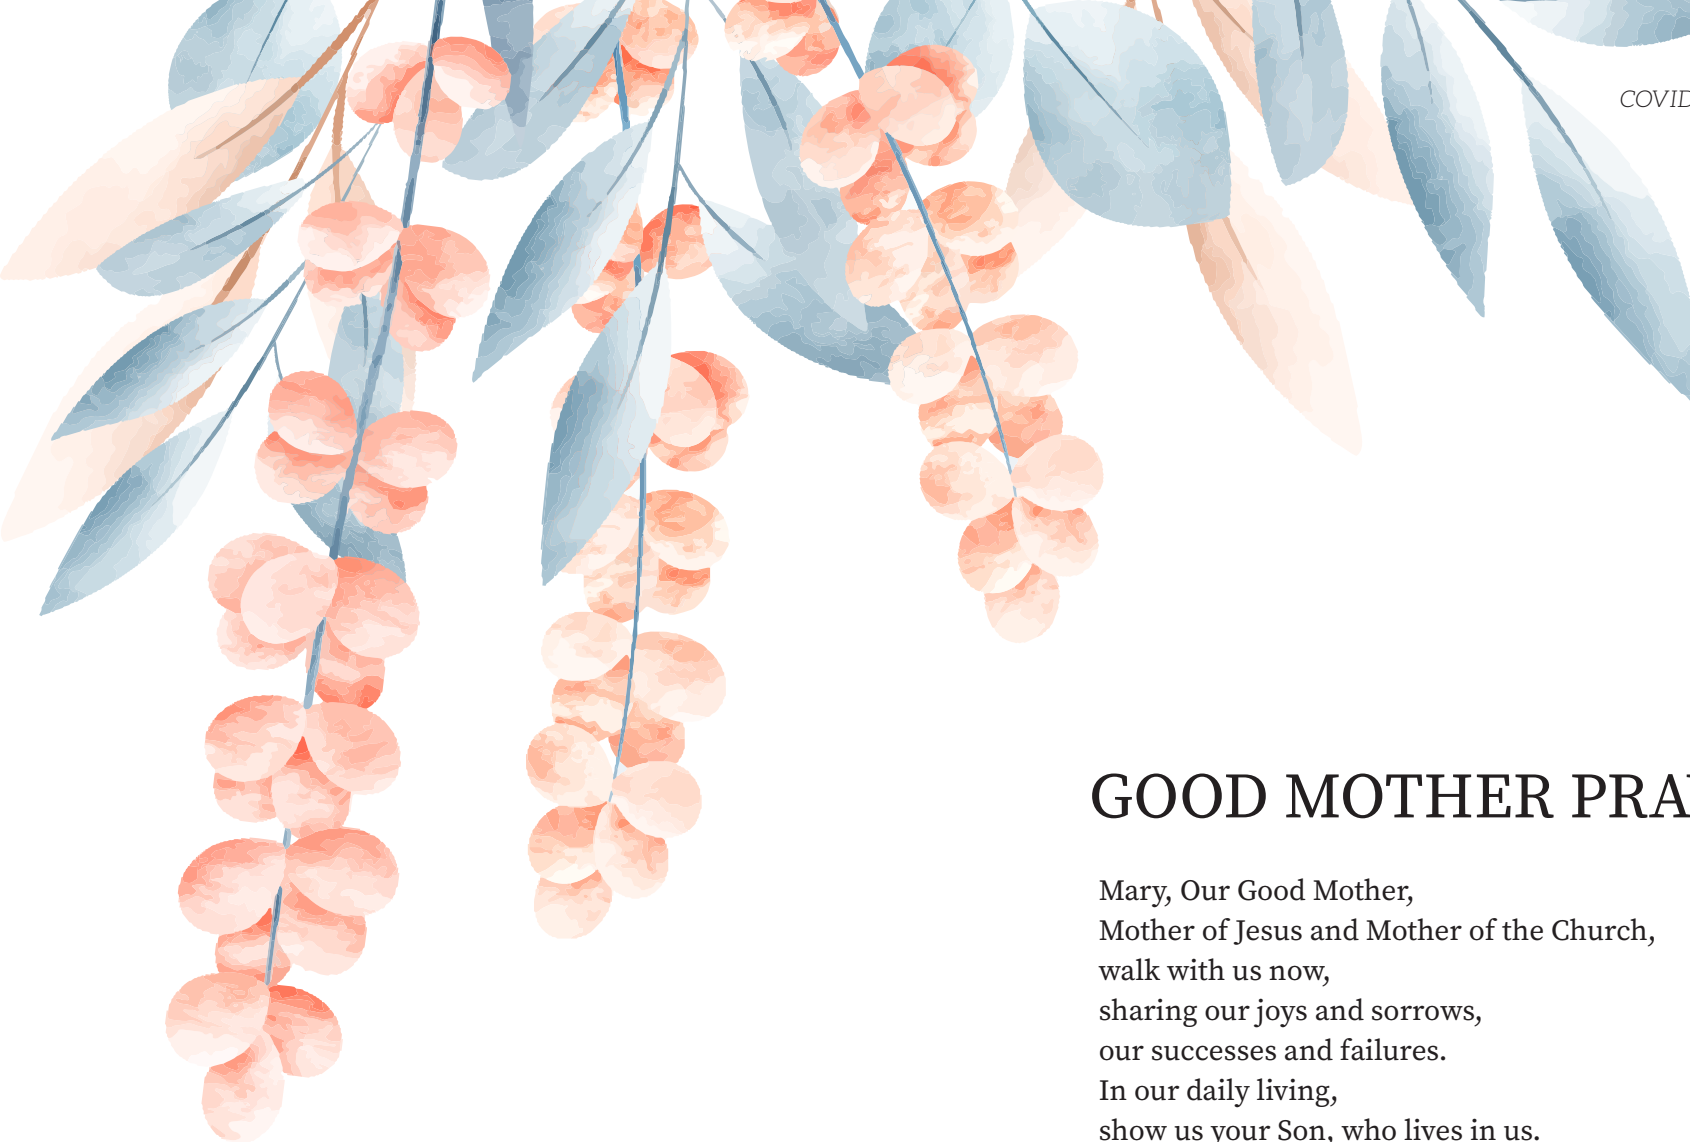 COVID
GOOD MOTHER PRA
Mary, Our Good Mother,
Mother of Jesus and Mother of the Church,
walk with us now,
sharing our joys and sorrows,
our successes and failures.
In our daily living,
show us your Son, who lives in us.